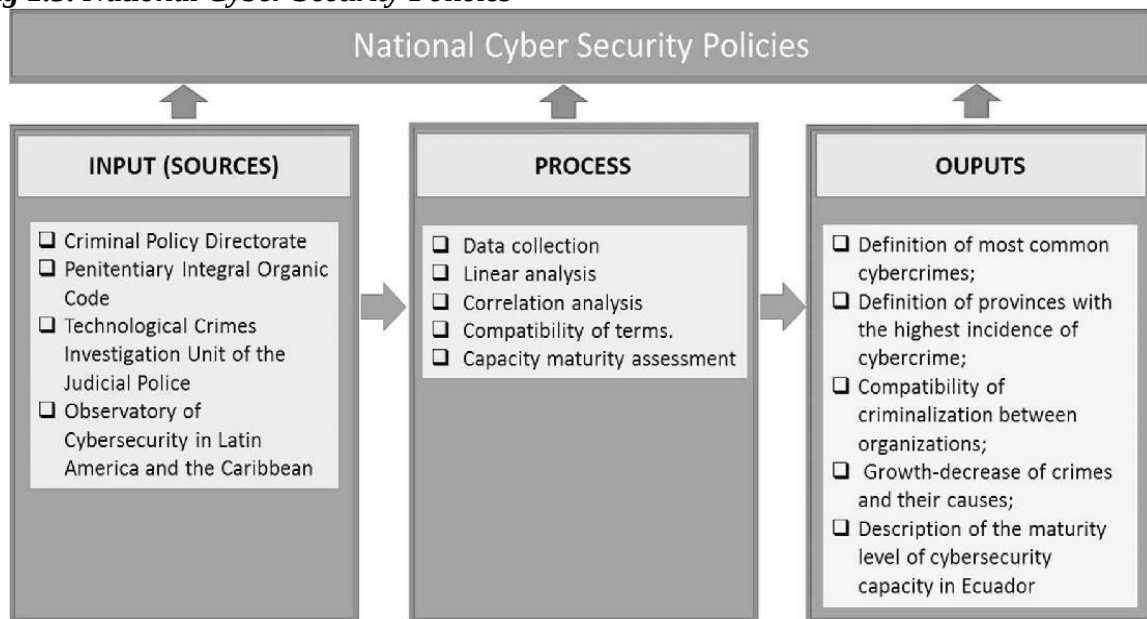 National Cyber Security Policies
INPUT (SOURCES)
❑ Criminal Policy Directorate
❑ Penitentiary Integral Organic
Code
❑ Technological Crimes
Investigation Unit of the
Judicial Police
❑ Observatory of
Cybersecurity in Latin
America and the Caribbean
PROCESS
❑ Data collection
❑ Linear analysis
❑ Correlation analysis
❑ Compatibility of terms.
❑ Capacity maturity assessment
OUPUTS
❑ Definition of most common
cybercrimes;
❑ Definition of provinces with
the highest incidence of
cybercrime;
❑ Compatibility of
criminalization between
organizations;
❑ Growth-decrease of crimes
and their causes;
❑ Description of the maturity
level of cybersecurity
capacity in Ecuador